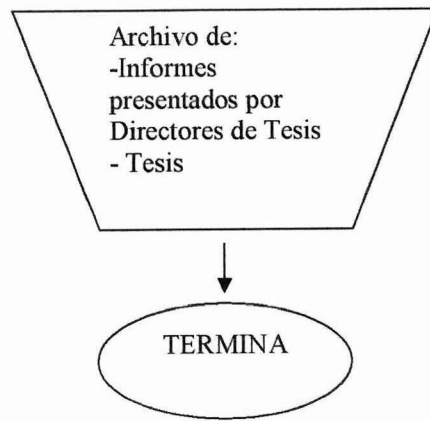 Archivo de:
-Informes
presentados por
Directores de Tesis
- Tesis
TERMINA